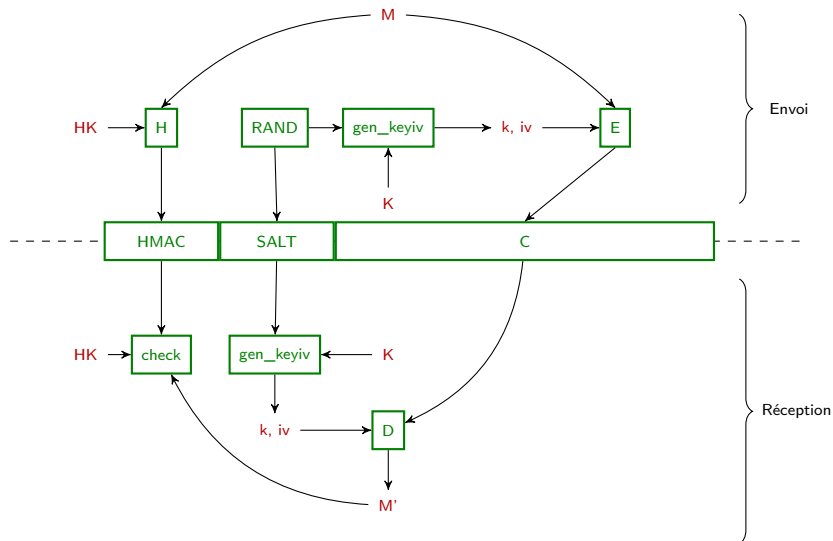 M
Envoi
HK H RAND gen_keyiv k, iv E
K
HMAC SALT C
HK check gen_keyiv K
Réception
k, iv D
M'